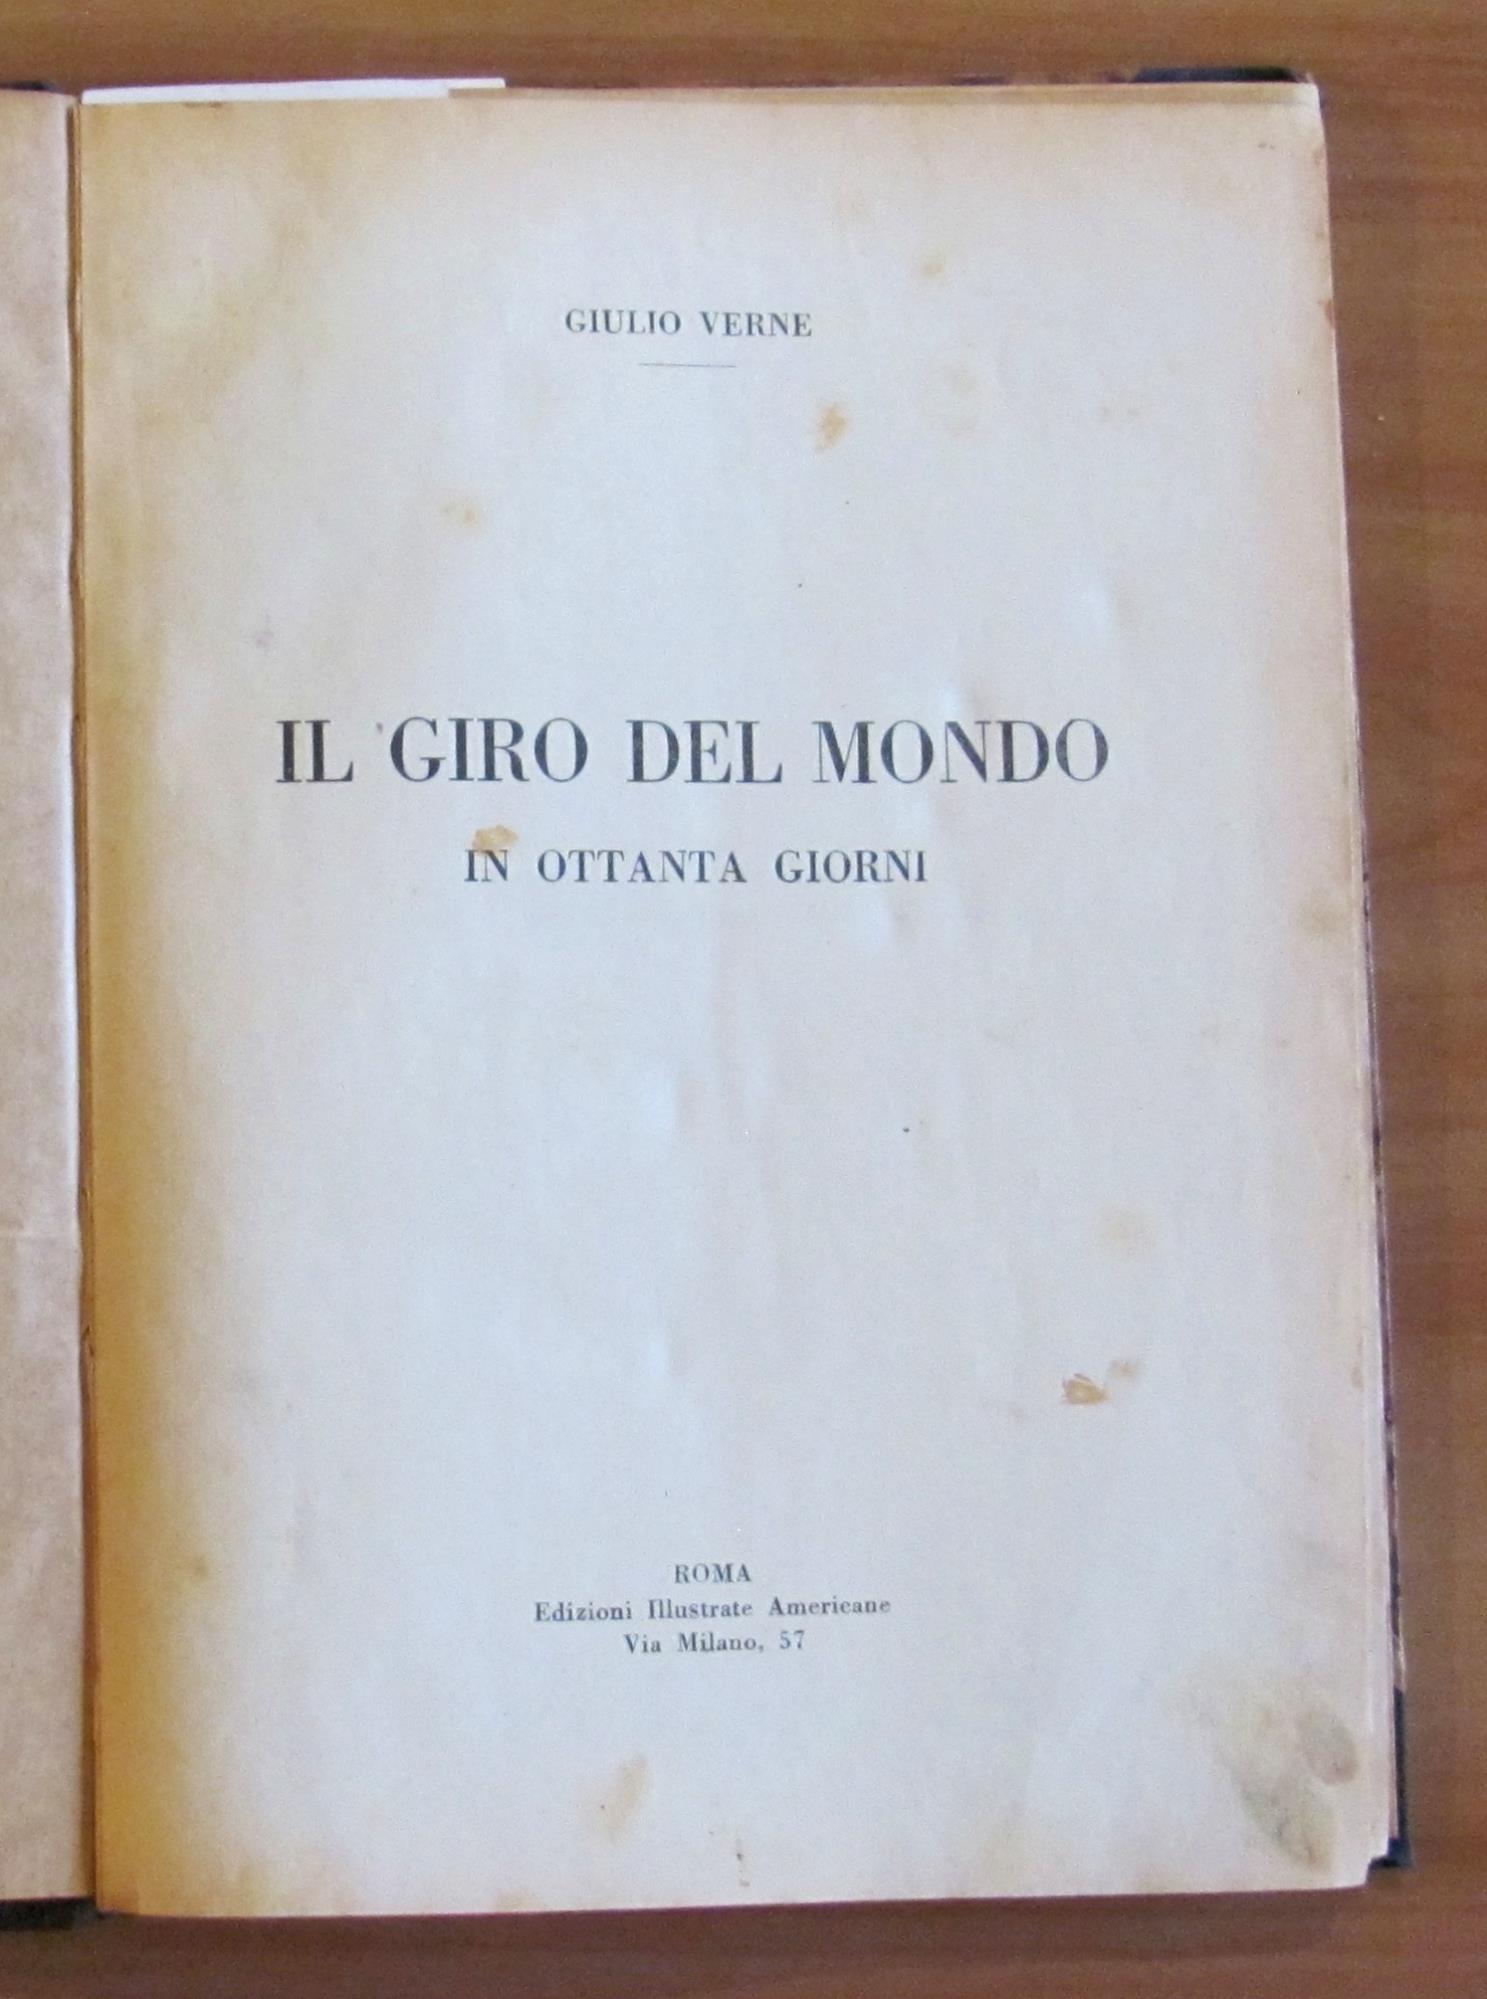 GIULIO VERNE
IL GIRO DEL MONDO
IN OTTANTA GIORNI
ROMA
Edizioni Illustrate Americane
Via Milano, 57